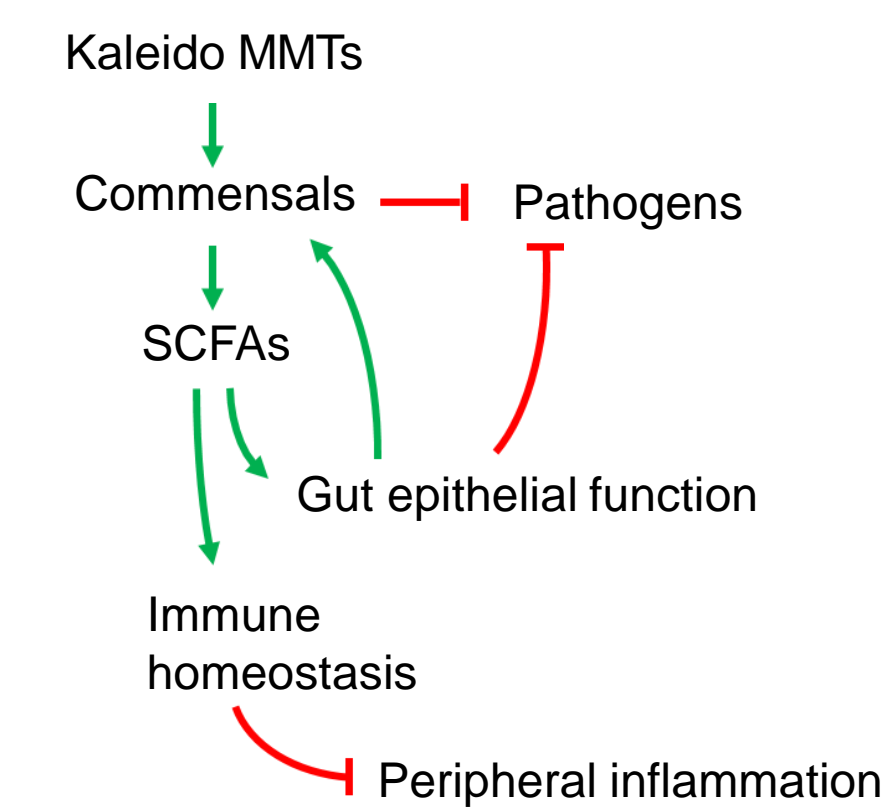 Kaleido MMTs
Commensals
Pathogens
SCFAs
Gut epithelial function
Immune
homeostasis
Peripheral inflammation